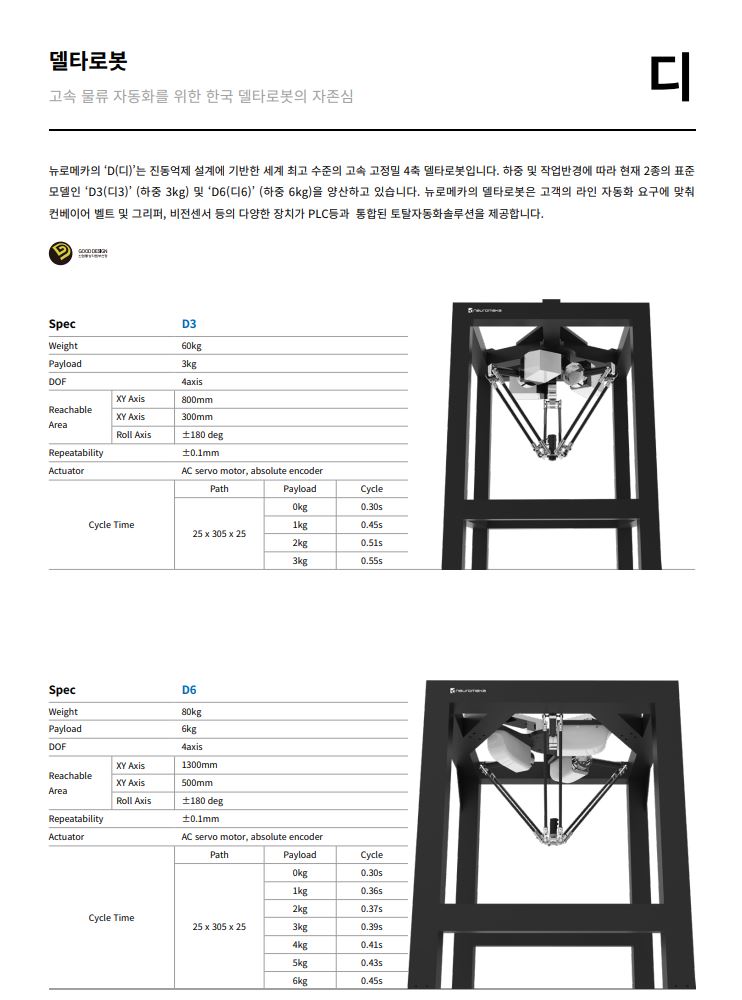 델타로봇
디
고속 물류 자동화를 위한 한국 델타로봇의 자존심
뉴로메카의 ‘D(디)’는 진동억제 설계에 기반한 세계 최고 수준의 고속 고정밀 4축 델타로봇입니다. 하중 및 작업반경에 따라 현재 2종의 표준
모델인 ‘D3(디3)’ (하중 3kg) 및 ‘D6(디6)’ (하중 6kg)을 양산하고 있습니다. 뉴로메카의 델타로봇은 고객의 라인 자동화 요구에 맞춰
컨베이어 벨트 및 그리퍼, 비전센서 등의 다양한 장치가 PLC등과 통합된 토탈자동화솔루션을 제공합니다.
GOOD DESIGN
neuromeka
Spec D3
Weight 60kg
Payload 3kg
DOF 4axis
Reachable Area
XY Axis 800mm
XY Axis 300mm
Roll Axis ±180 deg
Repeatability ±0.1mm
Actuator AC servo motor, absolute encoder
Cycle Time
Path Payload Cycle
25 x 305 x 25
0kg 0.30s
1kg 0.45s
2kg 0.51s
3kg 0.55s
neuromeka
Spec D6
Weight 80kg
Payload 6kg
DOF 4axis
Reachable Area
XY Axis 1300mm
XY Axis 500mm
Roll Axis ±180 deg
Repeatability ±0.1mm
Actuator AC servo motor, absolute encoder
Cycle Time
Path Payload Cycle
25 x 305 x 25
0kg 0.30s
1kg 0.36s
2kg 0.37s
3kg 0.39s
4kg 0.41s
5kg 0.43s
6kg 0.45s